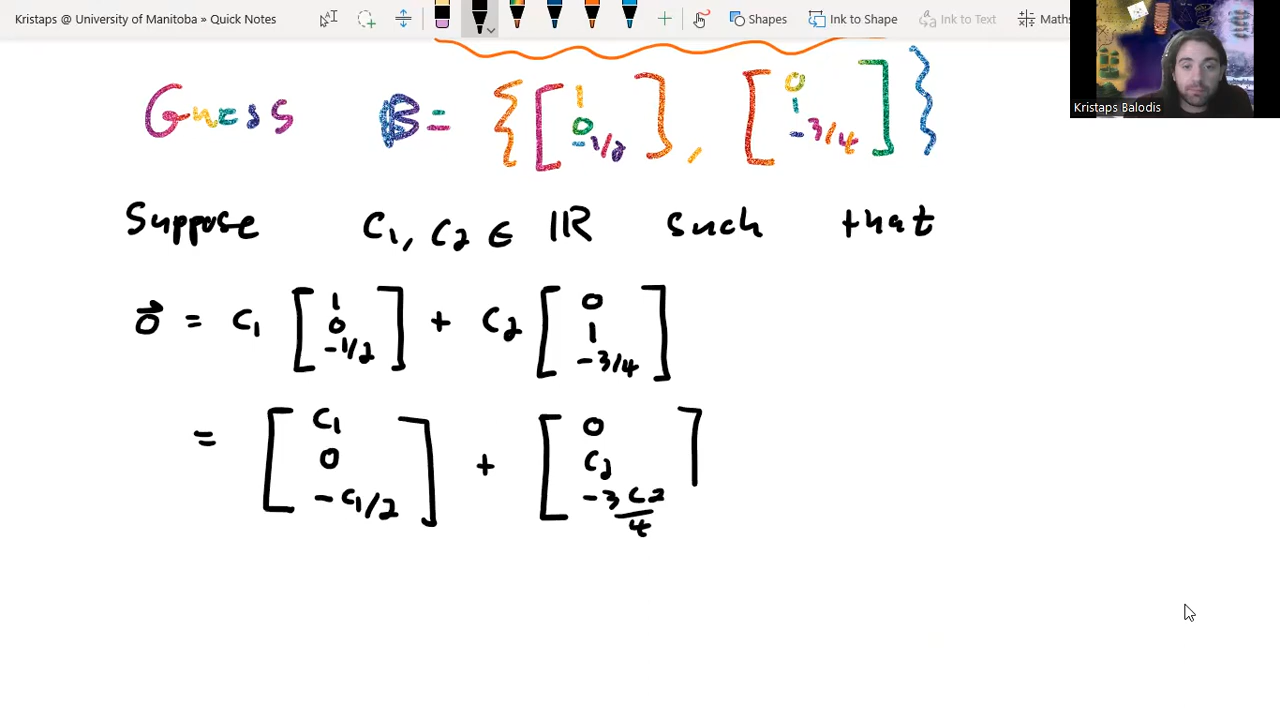 Kristaps @ University of Manitoba » Quick Notes Shapes Ink to Shape Ink to Text Maths
Kristaps Balodis
Guess B = { [ 1 0 -1/2 ] , [ 0 1 -3/4 ] }
Suppose C1, C2 ∈ IR such that
0⃗ = C1 [ 1 0 -1/2 ] + C2 [ 0 1 -3/4 ]
= [ C1 0 -C1/2 ] + [ 0 C2 -3C2/4 ]